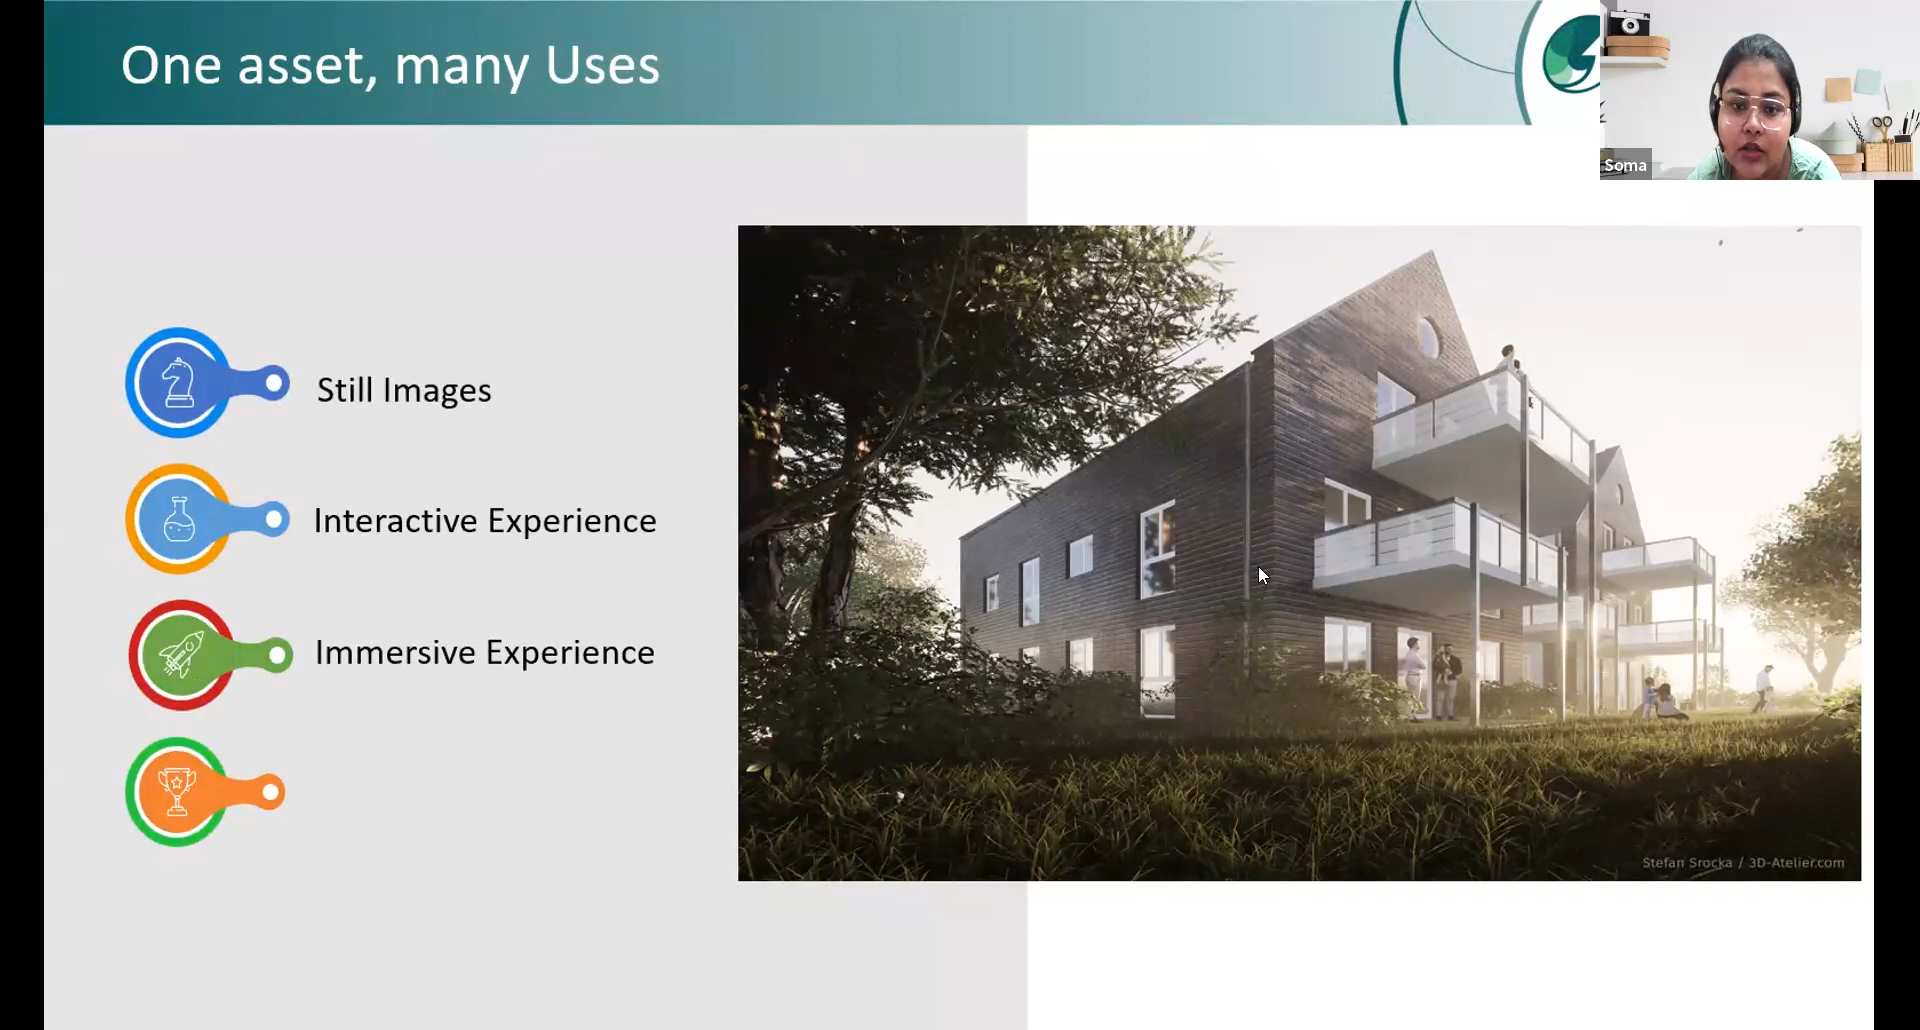 One asset, many Uses
Soma
Still Images
Interactive Experience
Immersive Experience
Stefan Srocka / 3D-Atelier.com